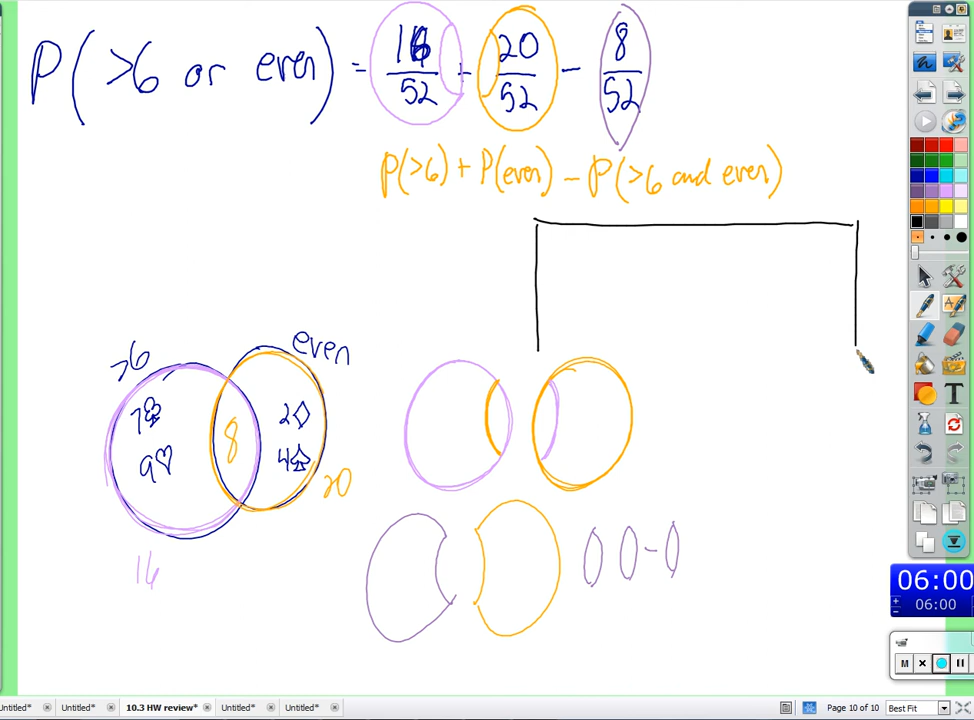 P( >6 or even) = 16/52 + 20/52 − 8/52
P(>6) + P(even) − P(>6 and even)
>6
even
7♣
2♢
8
9♡
4♠
20
16
06:00
06:00
M
Untitled*
Untitled*
10.3 HW review*
Untitled*
Untitled*
Page 10 of 10
Best Fit